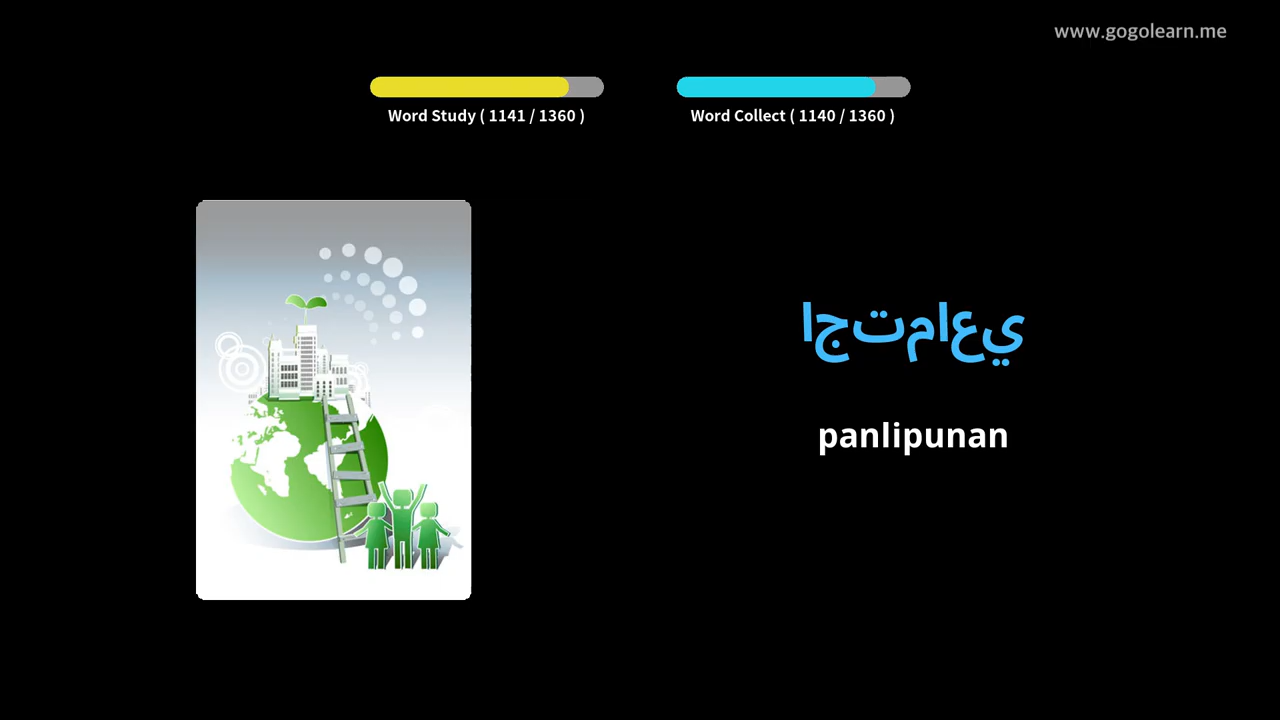 www.gogolearn.me
Word Study ( 1141 / 1360 )
Word Collect ( 1140 / 1360 )
اجتماعي
panlipunan